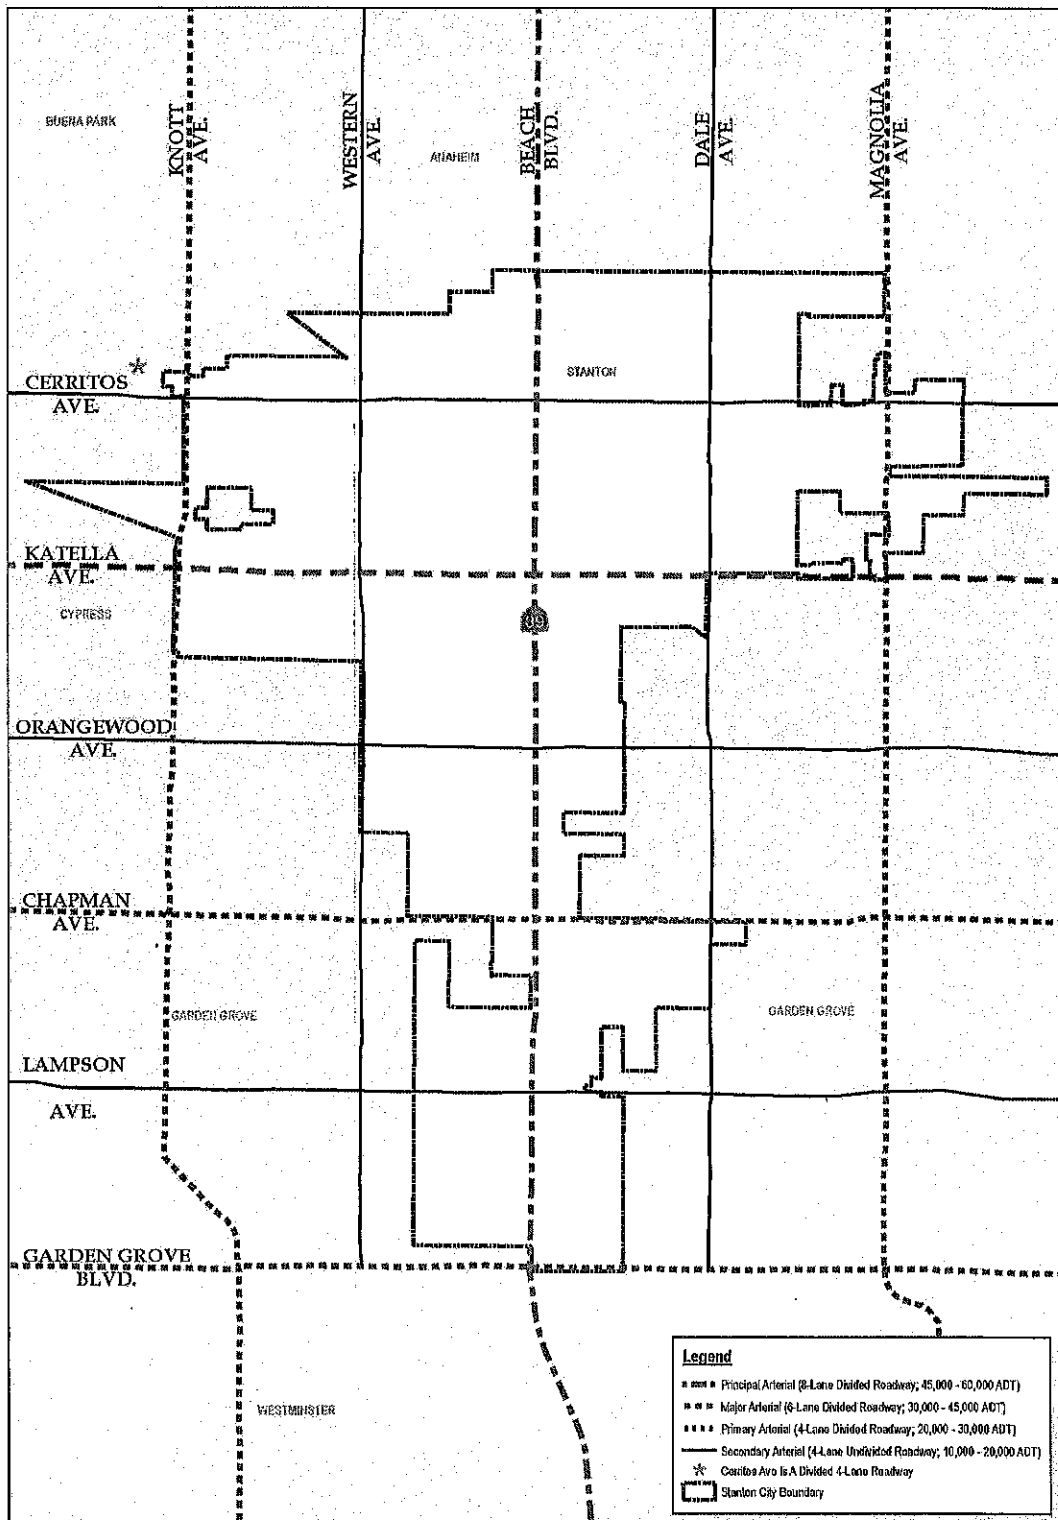 BUENA PARK
KNOTT
AVE.
WESTERN
AVE.
ANAHEIM
BEACH
BLVD.
DALE
AVE.
MAGNOLIA
AVE.
STANTON
CERRITOS
AVE.
KATELLA
AVE.
CYPRESS
39
ORANGEWOOD
AVE.
CHAPMAN
AVE.
GARDEN GROVE
GARDEN GROVE
LAMPSON
AVE.
GARDEN GROVE
BLVD.
WESTMINSTER
Legend
Principal Arterial (8-Lane Divided Roadway; 45,000 - 60,000 ADT)
Major Arterial (6-Lane Divided Roadway; 30,000 - 45,000 ADT)
Primary Arterial (4-Lane Divided Roadway; 20,000 - 30,000 ADT)
Secondary Arterial (4-Lane Undivided Roadway; 10,000 - 20,000 ADT)
Cerritos Ave Is A Divided 4-Lane Roadway
Stanton City Boundary